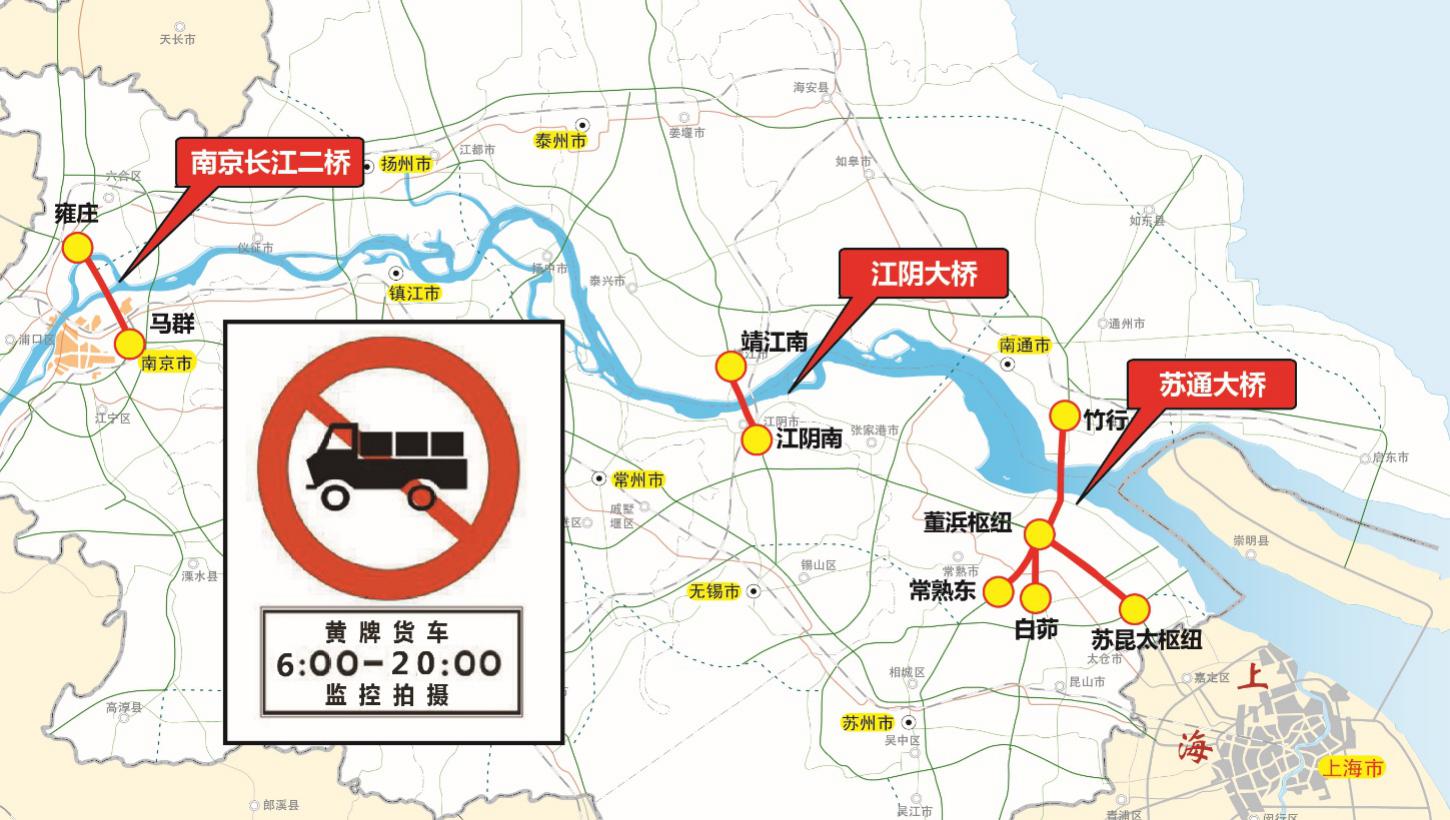 天长市
海安县
泰州市
姜堰市
南京长江二桥
扬州市
江都市
如皋市
六合区
雍庄
如东县
仪征市
扬中市
江阴大桥
泰兴市
镇江市
马群
浦口区
南京市
靖江南
通州市
南通市
苏通大桥
江宁区
江阴市
江阴南
张家港市
竹行
启东市
常州市
戚墅
堰区
董浜枢纽
崇明县
锡山区
常熟市
溧水县
无锡市
常熟东
白茆
苏昆太枢纽
太仓市
黄牌货车
6:00-20:00
监控拍摄
相城区
昆山市
嘉定区
上
海
高淳县
苏州市
吴中区
上海市
郎溪县
吴江市
青浦区
闵行区